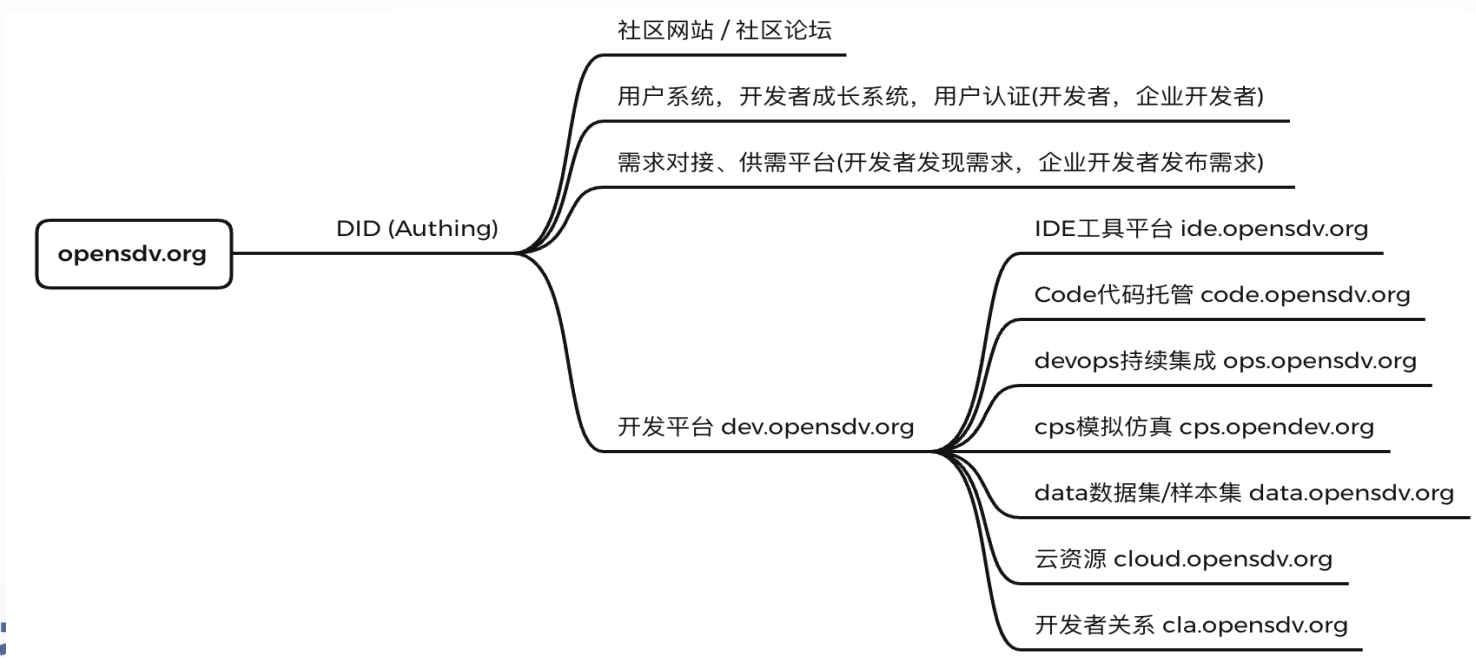 社区网站 / 社区论坛
用户系统，开发者成长系统，用户认证(开发者，企业开发者)
需求对接、供需平台(开发者发现需求，企业开发者发布需求)
opensdv.org
DID (Authing)
开发平台 dev.opensdv.org
IDE工具平台 ide.opensdv.org
Code代码托管 code.opensdv.org
devops持续集成 ops.opensdv.org
cps模拟仿真 cps.opendev.org
data数据集/样本集 data.opensdv.org
云资源 cloud.opensdv.org
开发者关系 cla.opensdv.org